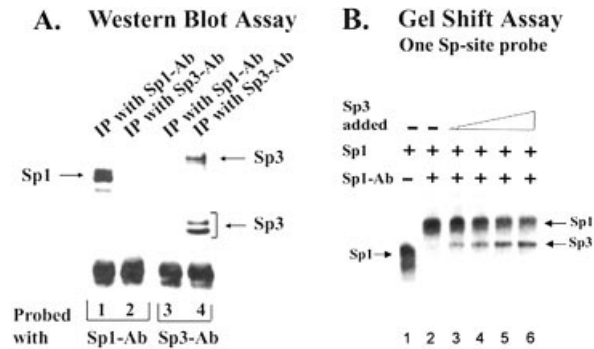 A. Western Blot Assay
IP with Sp1-Ab
IP with Sp3-Ab
IP with Sp1-Ab
IP with Sp3-Ab
Sp1
Sp3
Sp3
Probed with
1 2 3 4
Sp1-Ab Sp3-Ab
B. Gel Shift Assay
One Sp-site probe
Sp3 added - -
Sp1 + + + + + +
Sp1-Ab - + + + + +
Sp1
Sp3
Sp1
1 2 3 4 5 6